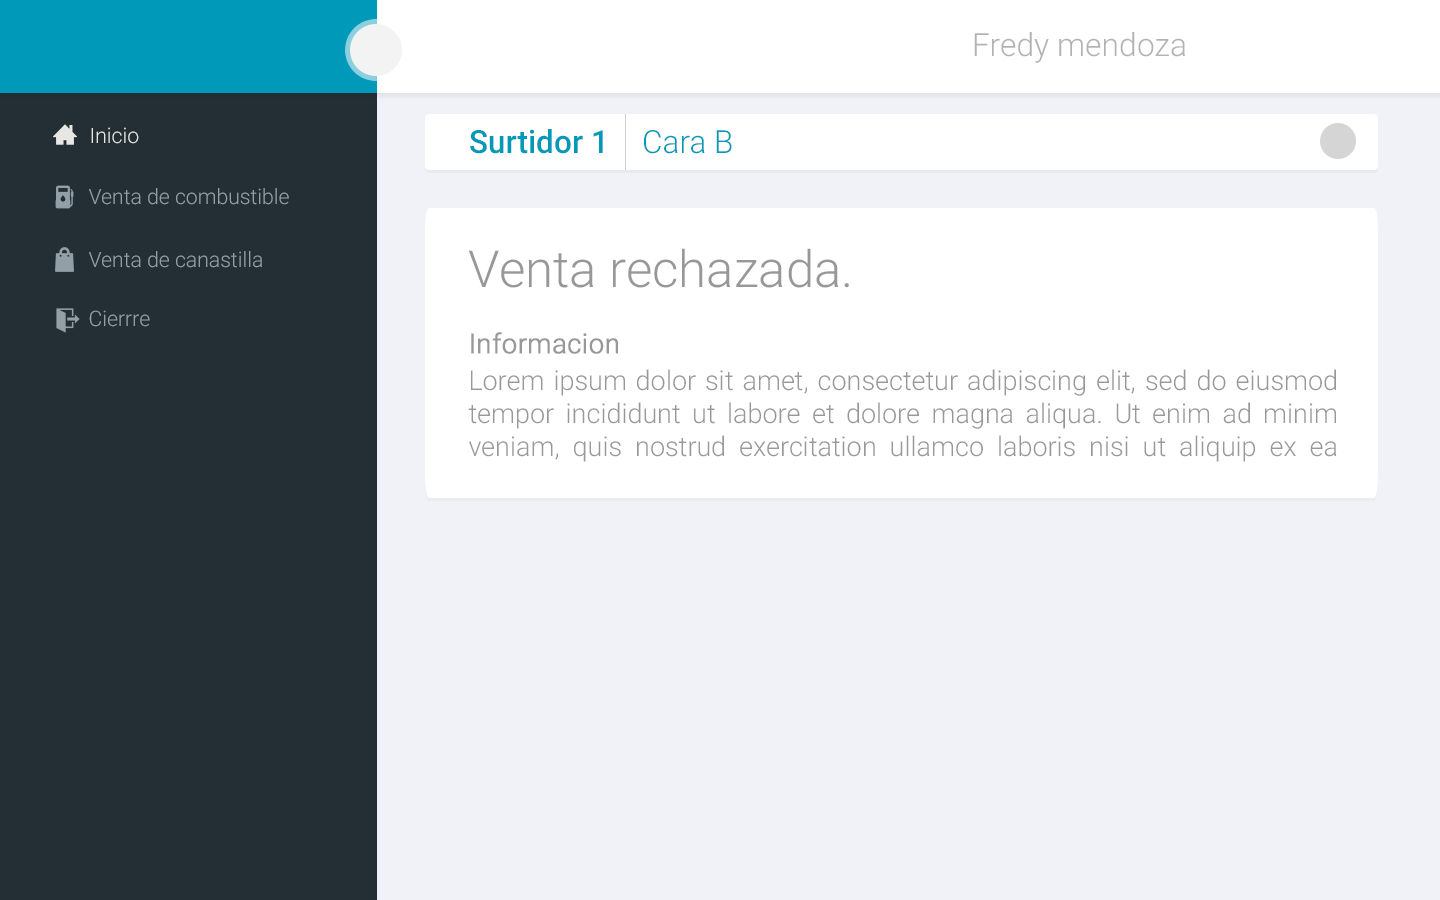 Fredy mendoza
Inicio
Venta de combustible
Venta de canastilla
Cierrre
Surtidor 1
Cara B
Venta rechazada.
Informacion
Lorem ipsum dolor sit amet, consectetur adipiscing elit, sed do eiusmod
tempor incididunt ut labore et dolore magna aliqua. Ut enim ad minim
veniam, quis nostrud exercitation ullamco laboris nisi ut aliquip ex ea